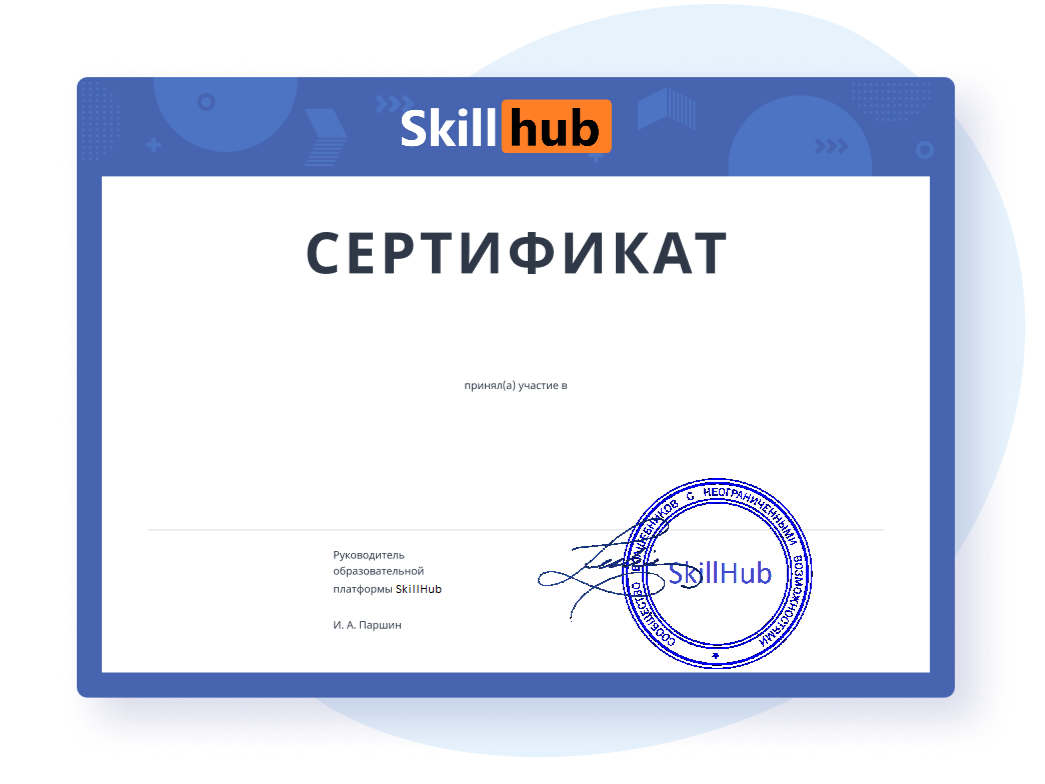 Skill hub
СЕРТИФИКАТ
принял(а) участие в
Руководитель
образовательной
платформы SkillHub
И. А. Паршин
СООБЩЕСТВО ВОЛШЕБНИКОВ С НЕОГРАНИЧЕННЫМИ ВОЗМОЖНОСТЯМИ
SkillHub